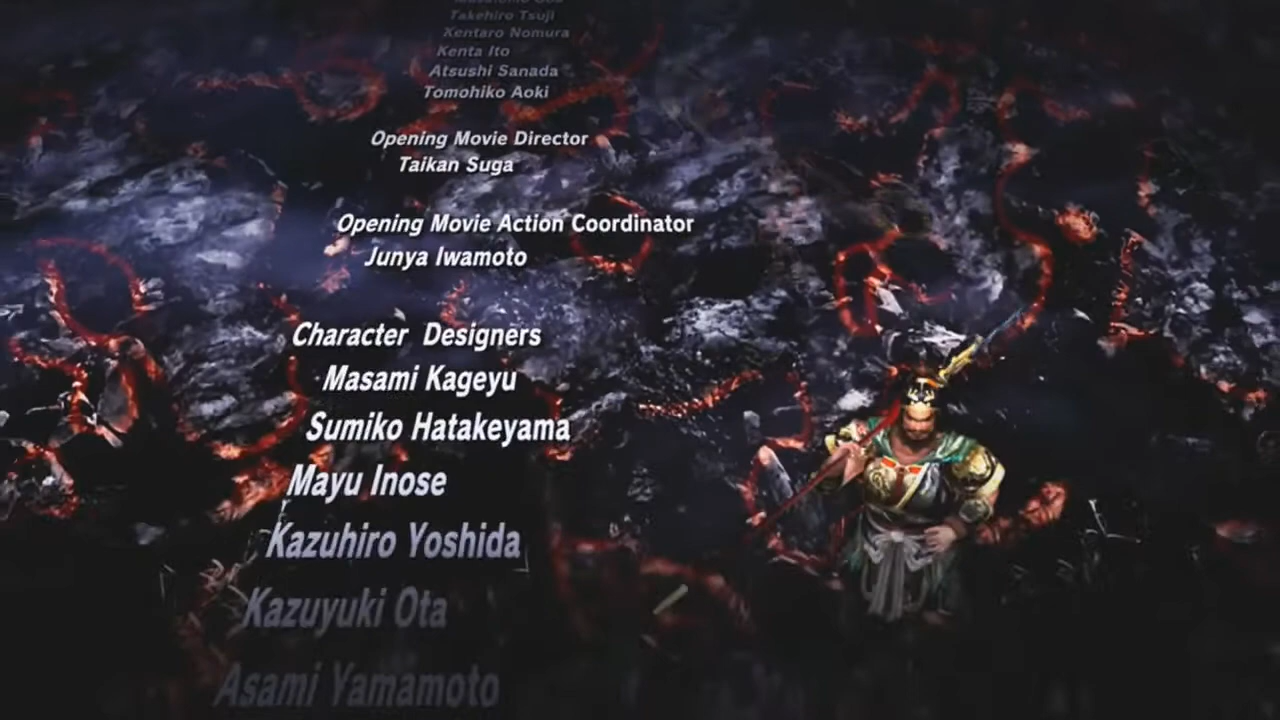 Takehiro Tsuji
Kentaro Nomura
Kenta Ito
Atsushi Sanada
Tomohiko Aoki
Opening Movie Director
Taikan Suga
Opening Movie Action Coordinator
Junya Iwamoto
Character Designers
Masami Kageyu
Sumiko Hatakeyama
Mayu Inose
Kazuhiro Yoshida
Kazuyuki Ota
Asami Yamamoto